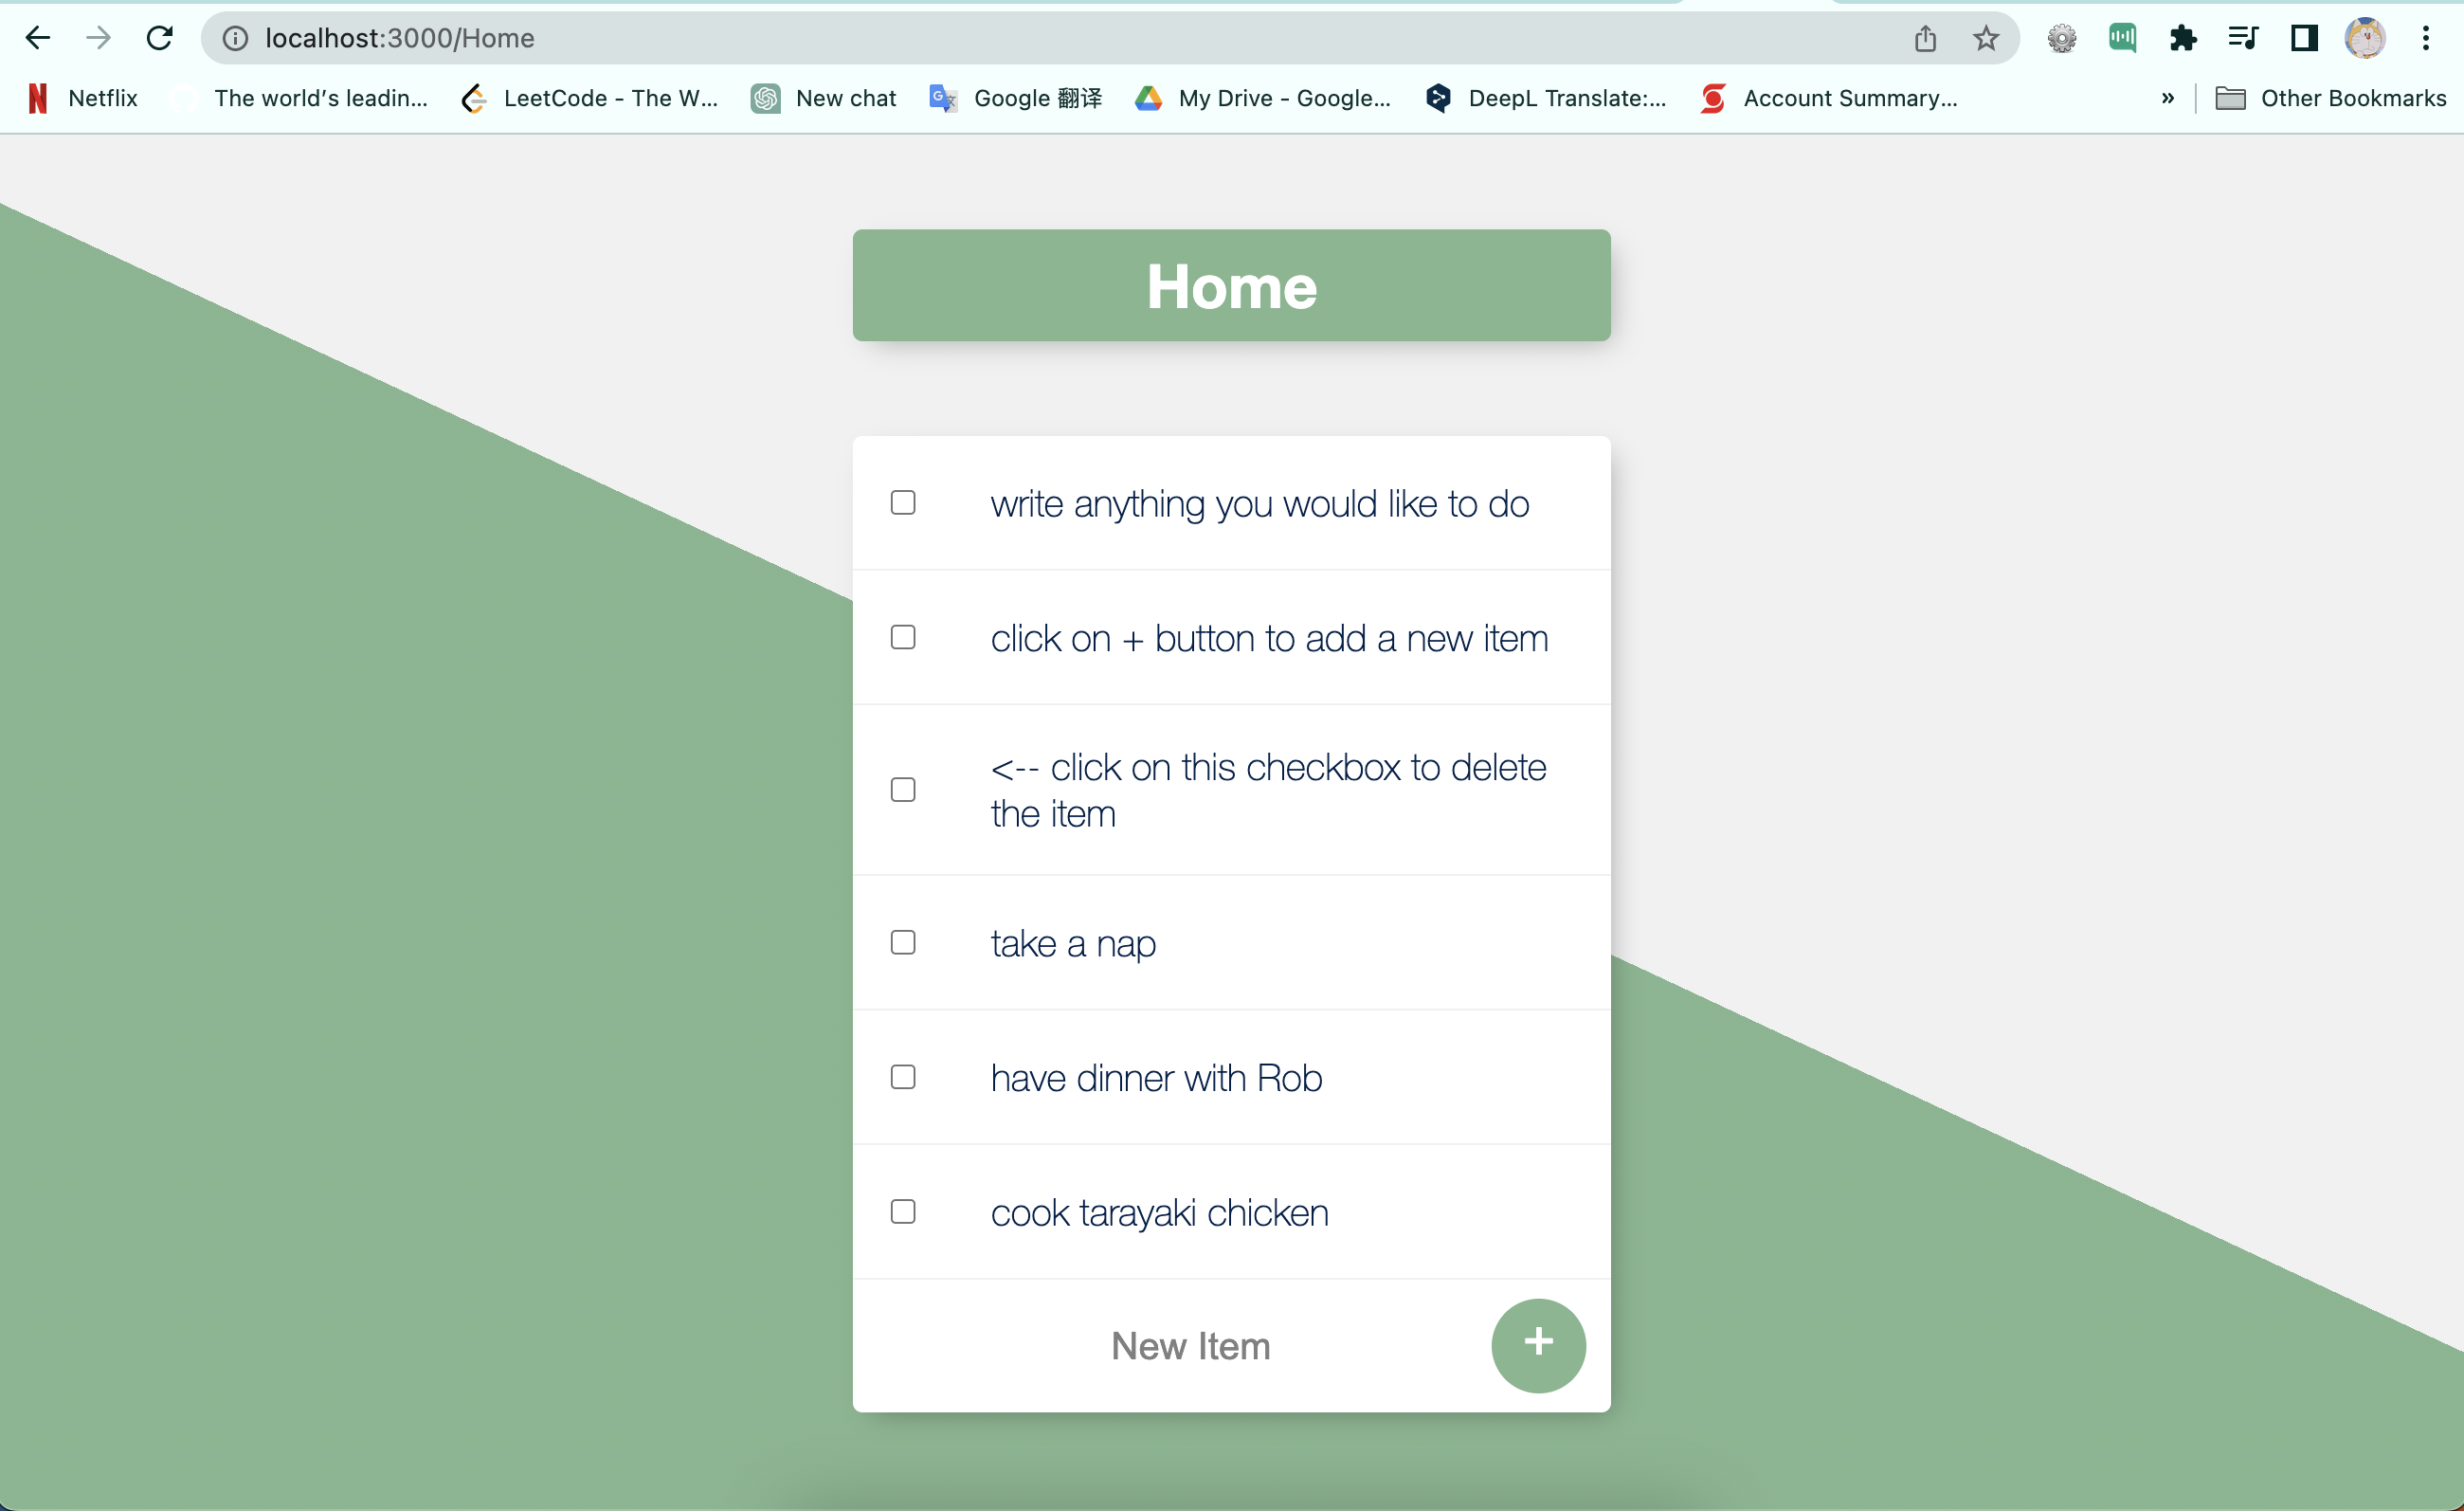 localhost:3000/Home
Netflix
The world's leadin...
LeetCode - The W...
New chat
Google 翻译
My Drive - Google...
DeepL Translate:...
Account Summary...
»
Other Bookmarks
Home
write anything you would like to do
click on + button to add a new item
<-- click on this checkbox to delete
the item
take a nap
have dinner with Rob
cook tarayaki chicken
New Item
+